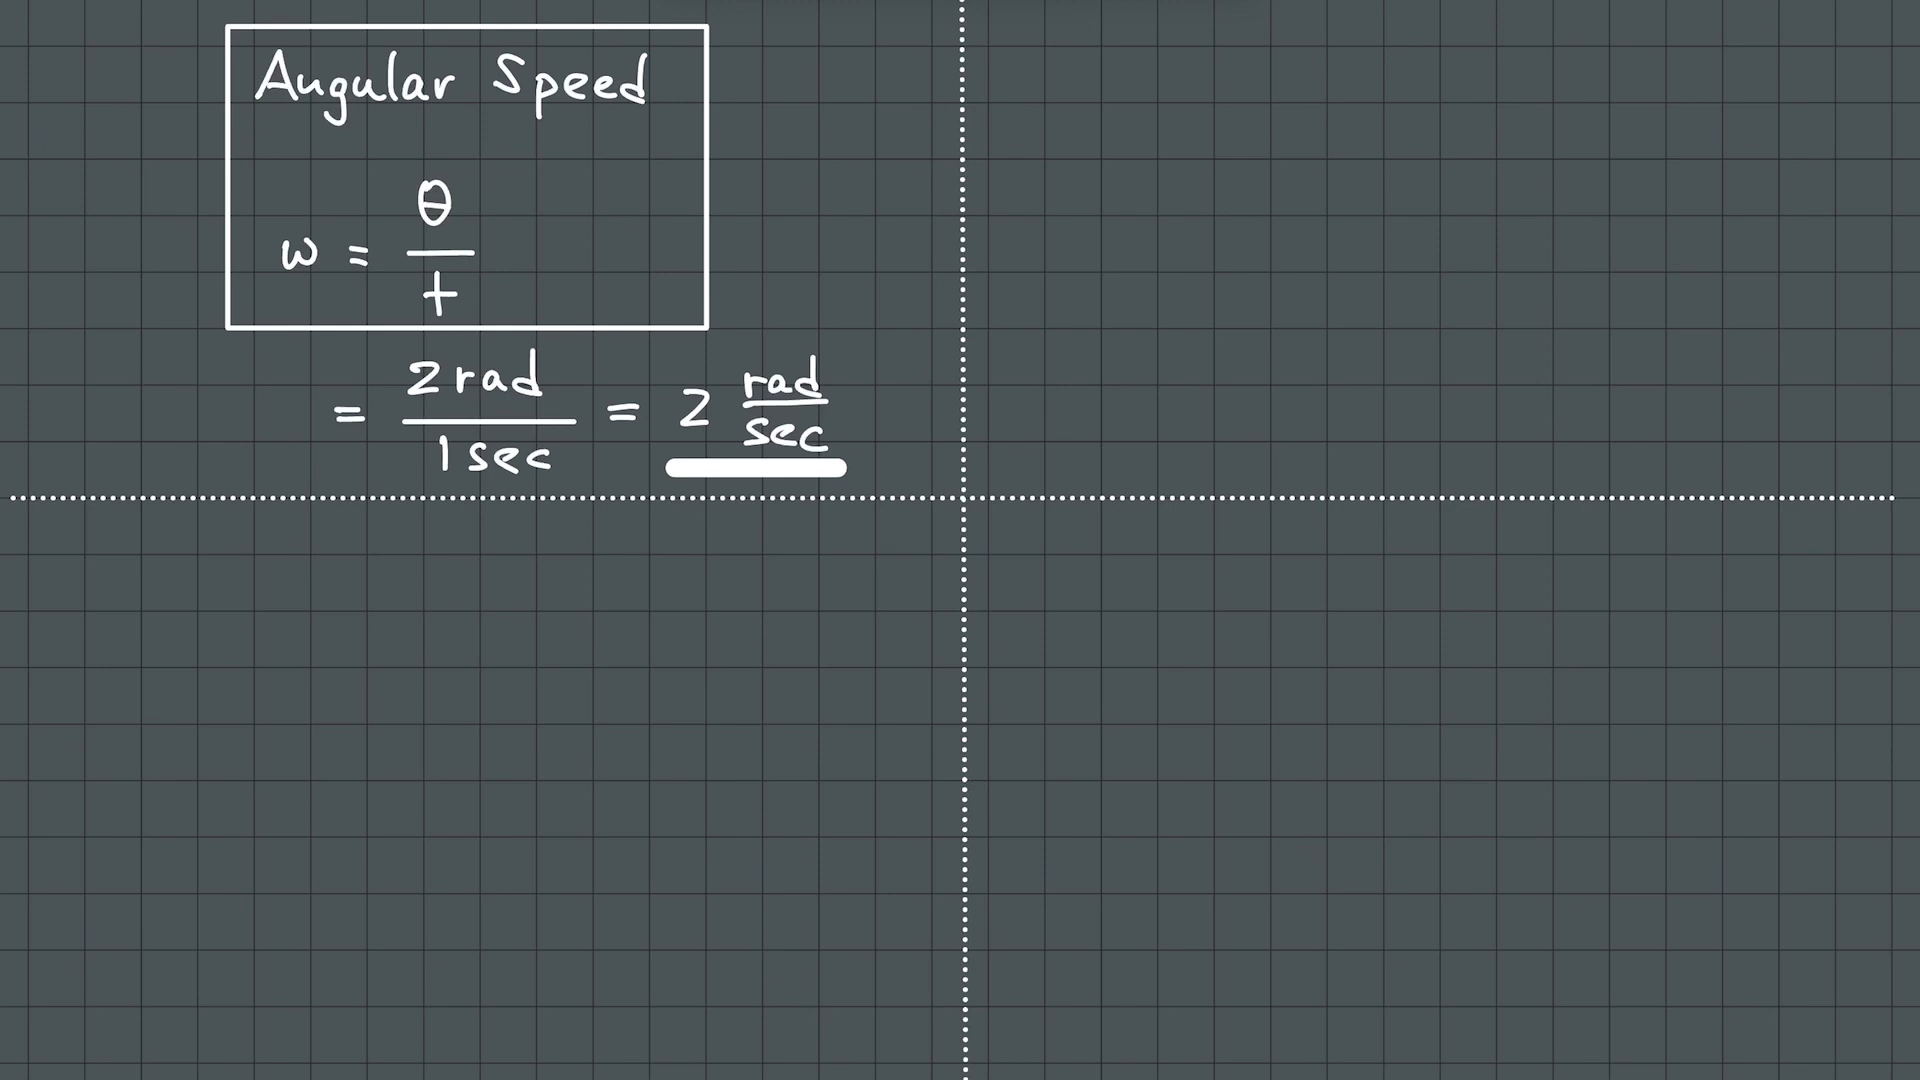 Angular Speed
ω = θ/t
= 2 rad / 1 sec = 2 rad/sec